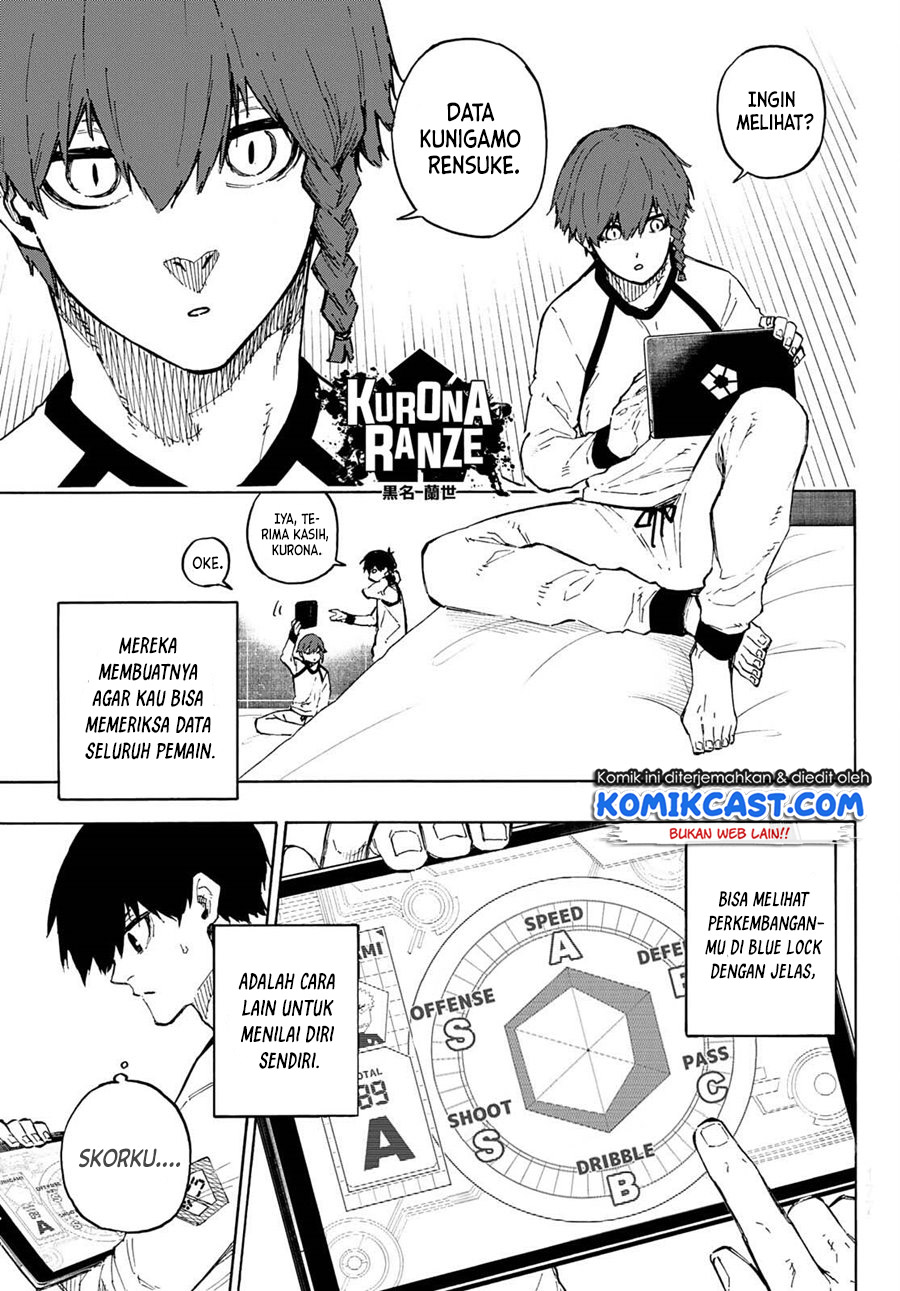 INGIN
MELIHAT?
DATA
KUNIGAMO
RENSUKE.
KURONA
RANZE
黒名 蘭世
IYA, TE-
RIMA KASIH,
KURONA.
OKE.
MEREKA
MEMBUATNYA
AGAR KAU BISA
MEMERIKSA DATA
SELURUH PEMAIN.
Komik ini diterjemahkan & diedit oleh
KOMIKCAST.COM
BUKAN WEB LAIN!!
BISA MELIHAT
PERKEMBANGAN-
MU DI BLUE LOCK
DENGAN JELAS,
SPEED
A
OFFENSE
S
PASS
C
SHOOT
S
DRIBBLE
B
TOTAL
89
A
ADALAH CARA
LAIN UNTUK
MENILAI DIRI
SENDIRI.
SKORKU....
A